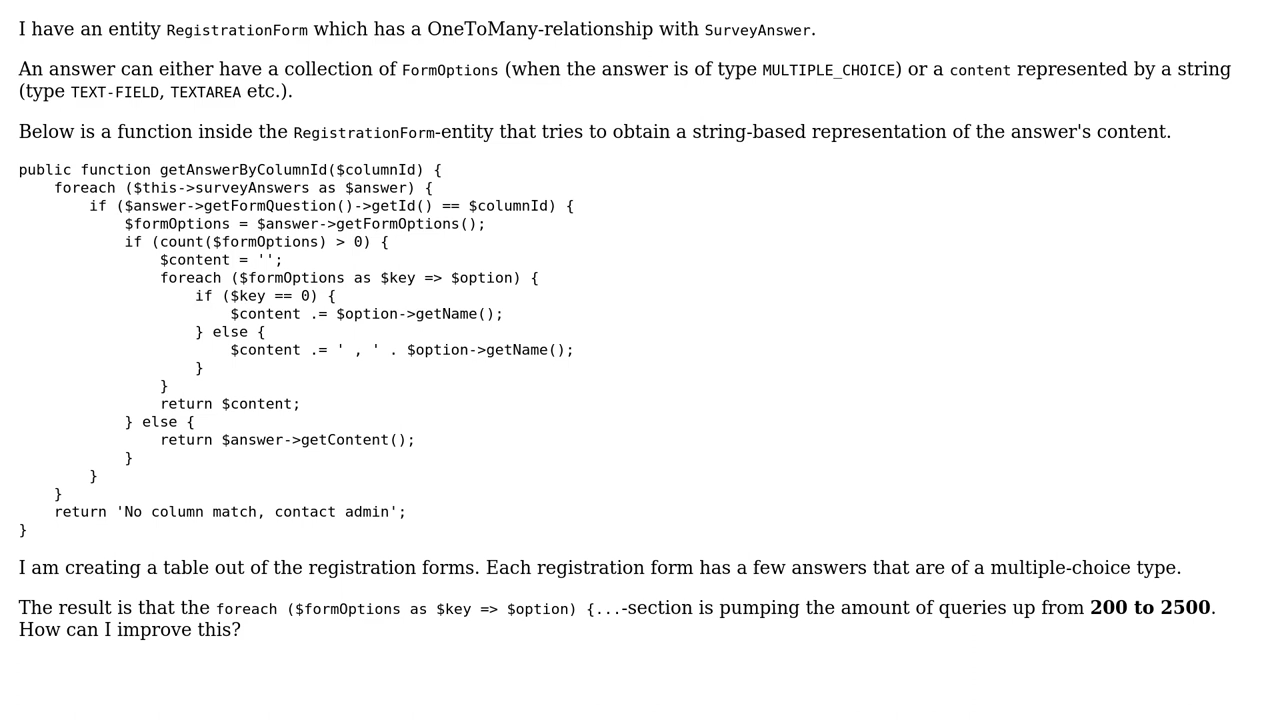 I have an entity RegistrationForm which has a OneToMany-relationship with SurveyAnswer.
An answer can either have a collection of FormOptions (when the answer is of type MULTIPLE_CHOICE) or a content represented by a string
(type TEXT-FIELD, TEXTAREA etc.).
Below is a function inside the RegistrationForm-entity that tries to obtain a string-based representation of the answer's content.
public function getAnswerByColumnId($columnId) {
    foreach ($this->surveyAnswers as $answer) {
        if ($answer->getFormQuestion()->getId() == $columnId) {
            $formOptions = $answer->getFormOptions();
            if (count($formOptions) > 0) {
                $content = '';
                foreach ($formOptions as $key => $option) {
                    if ($key == 0) {
                        $content .= $option->getName();
                    } else {
                        $content .= ' , ' . $option->getName();
                    }
                }
                return $content;
            } else {
                return $answer->getContent();
            }
        }
    }
    return 'No column match, contact admin';
}
I am creating a table out of the registration forms. Each registration form has a few answers that are of a multiple-choice type.
The result is that the foreach ($formOptions as $key => $option) {...-section is pumping the amount of queries up from 200 to 2500.
How can I improve this?